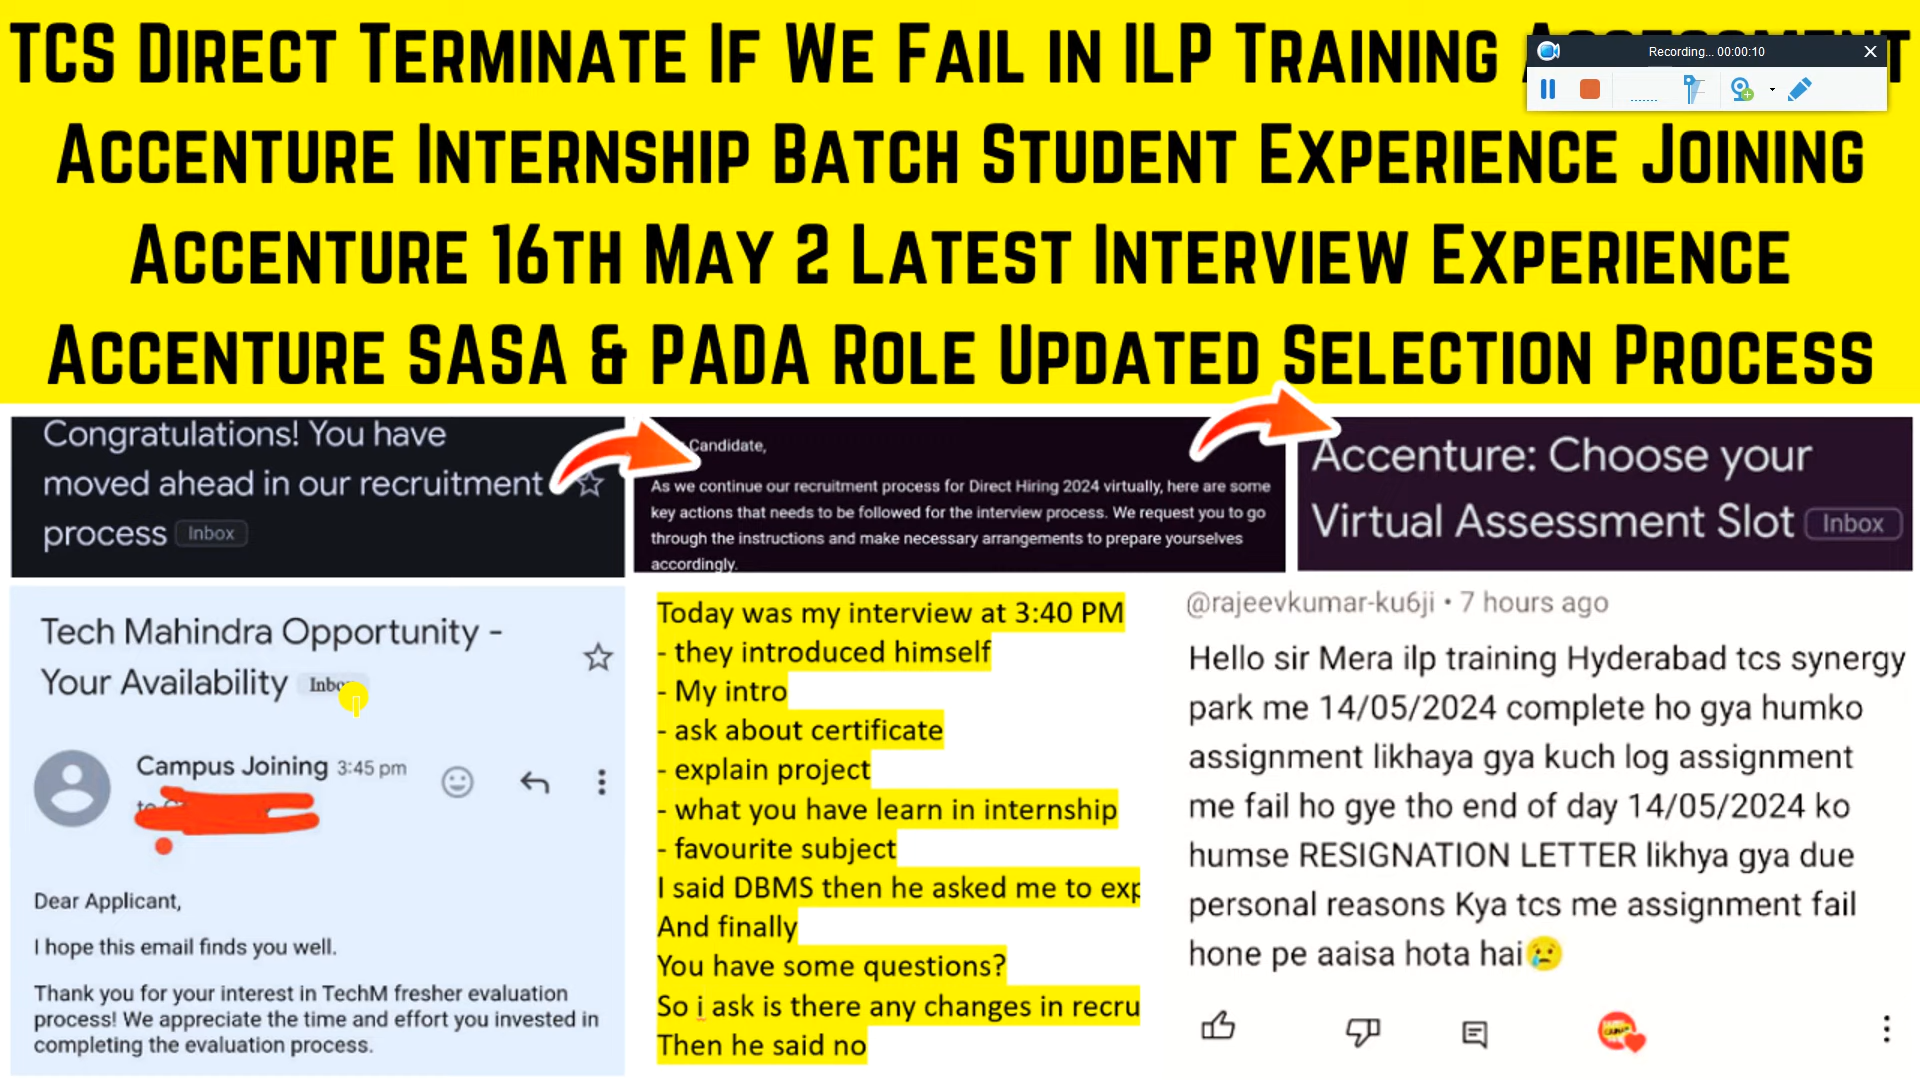 TCS Direct Terminate If We Fail in ILP Training
Recording... 00:00:10
Accenture Internship Batch Student Experience Joining
Accenture 16th May 2 Latest Interview Experience
Accenture SASA & PADA Role Updated Selection Process
Congratulations! You have
moved ahead in our recruitment
process Inbox
Candidate,
As we continue our recruitment process for Direct Hiring 2024 virtually, here are some
key actions that needs to be followed for the interview process. We request you to go
through the instructions and make necessary arrangements to prepare yourselves
accordingly.
Accenture: Choose your
Virtual Assessment Slot Inbox
Tech Mahindra Opportunity -
Your Availability
Campus Joining 3:45 pm
to
Dear Applicant,
I hope this email finds you well.
Thank you for your interest in TechM fresher evaluation
process! We appreciate the time and effort you invested in
completing the evaluation process.
Today was my interview at 3:40 PM
- they introduced himself
- My intro
- ask about certificate
- explain project
- what you have learn in internship
- favourite subject
I said DBMS then he asked me to exp
And finally
You have some questions?
So i ask is there any changes in recru
Then he said no
@rajeevkumar-ku6ji • 7 hours ago
Hello sir Mera ilp training Hyderabad tcs synergy
park me 14/05/2024 complete ho gya humko
assignment likhaya gya kuch log assignment
me fail ho gye tho end of day 14/05/2024 ko
humse RESIGNATION LETTER likhya gya due
personal reasons Kya tcs me assignment fail
hone pe aaisa hota hai😢